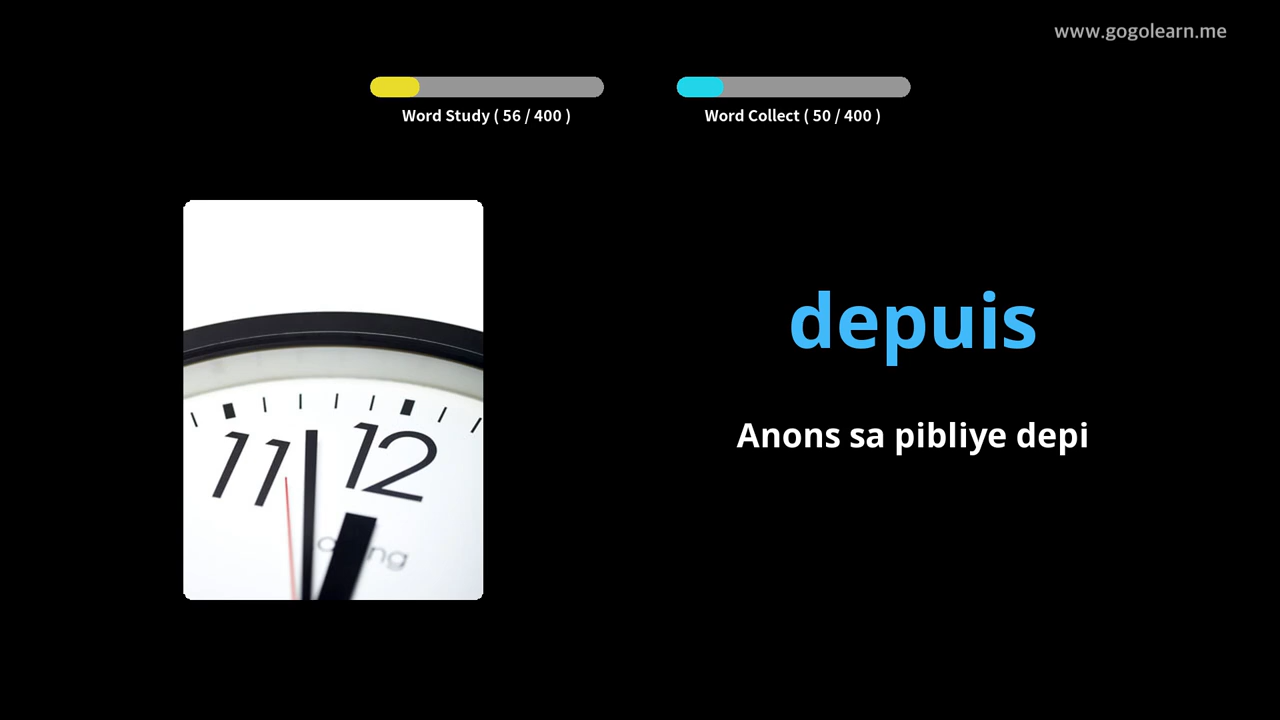 www.gogolearn.me
Word Study ( 56 / 400 )
Word Collect ( 50 / 400 )
11 12
depuis
Anons sa pibliye depi